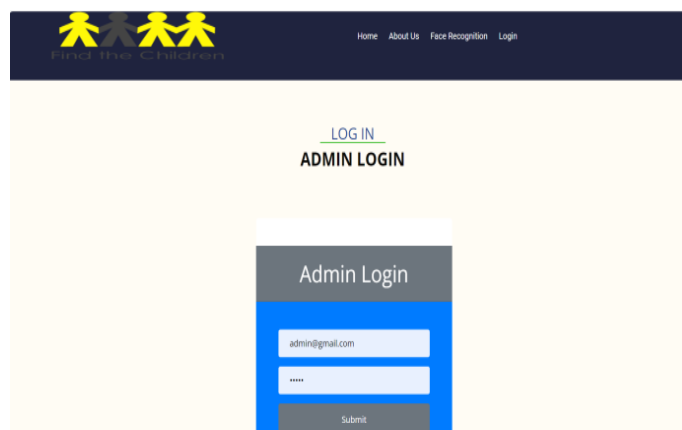 Find the Children
Home About Us Face Recognition Login
LOG IN
ADMIN LOGIN
Admin Login
admin@gmail.com
•••••
Submit